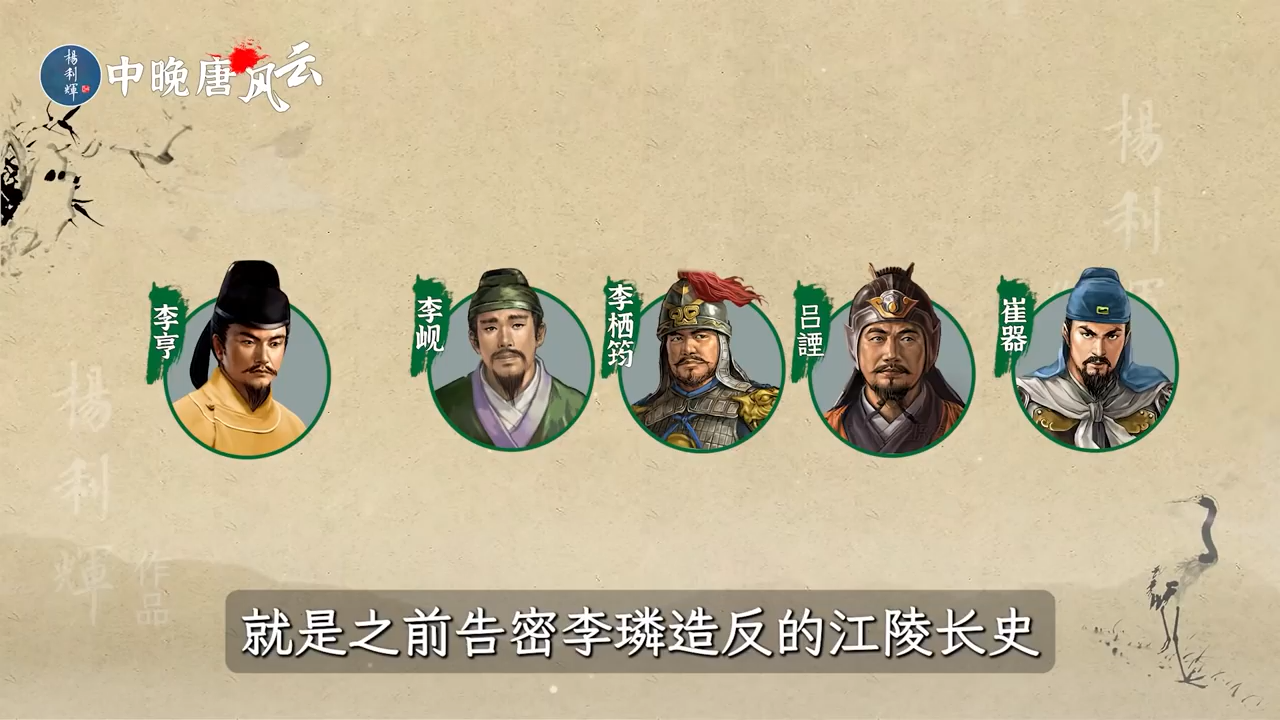 楊利輝
中晚唐风云
楊利
楊利輝
作品
李亨
李岘
李栖筠
吕諲
崔器
就是之前告密李璘造反的江陵长史